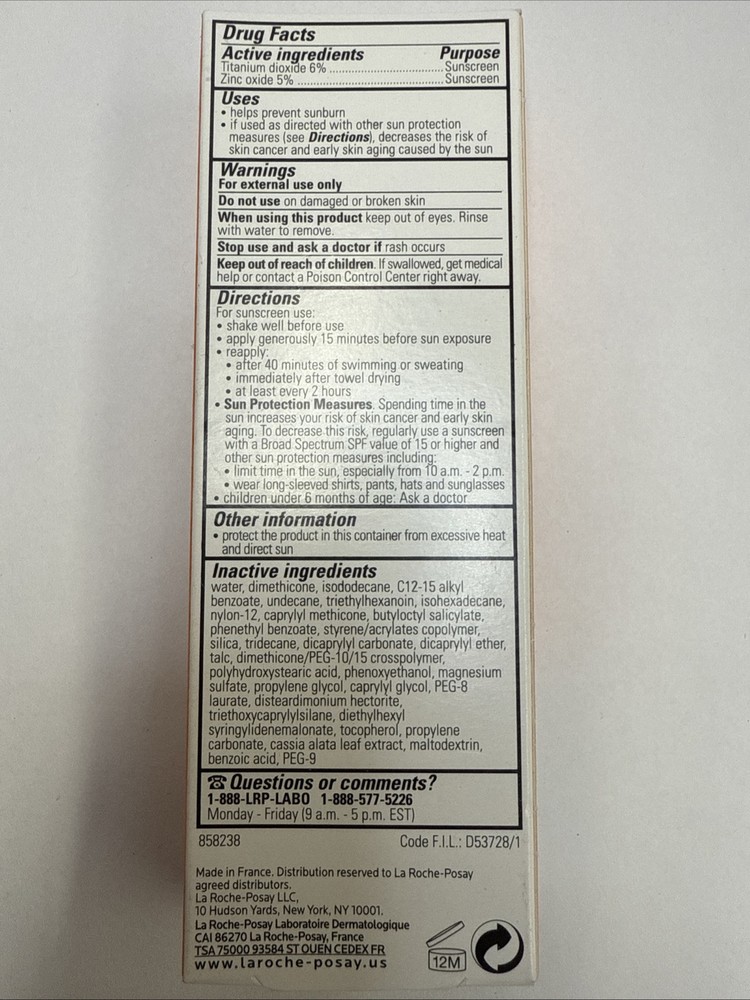 Drug Facts
Active ingredients Purpose
Titanium dioxide 6% ............................... Sunscreen
Zinc oxide 5% ....................................... Sunscreen
Uses
• helps prevent sunburn
• if used as directed with other sun protection
measures (see Directions), decreases the risk of
skin cancer and early skin aging caused by the sun
Warnings
For external use only
Do not use on damaged or broken skin
When using this product keep out of eyes. Rinse
with water to remove.
Stop use and ask a doctor if rash occurs
Keep out of reach of children. If swallowed, get medical
help or contact a Poison Control Center right away.
Directions
For sunscreen use:
• shake well before use
• apply generously 15 minutes before sun exposure
• reapply:
• after 40 minutes of swimming or sweating
• immediately after towel drying
• at least every 2 hours
• Sun Protection Measures. Spending time in the
sun increases your risk of skin cancer and early skin
aging. To decrease this risk, regularly use a sunscreen
with a Broad Spectrum SPF value of 15 or higher and
other sun protection measures including:
• limit time in the sun, especially from 10 a.m. - 2 p.m.
• wear long-sleeved shirts, pants, hats and sunglasses
• children under 6 months of age: Ask a doctor
Other information
• protect the product in this container from excessive heat
and direct sun
Inactive ingredients
water, dimethicone, isododecane, C12-15 alkyl
benzoate, undecane, triethylhexanoin, isohexadecane,
nylon-12, caprylyl methicone, butyloctyl salicylate,
phenethyl benzoate, styrene/acrylates copolymer,
silica, tridecane, dicaprylyl carbonate, dicaprylyl ether,
talc, dimethicone/PEG-10/15 crosspolymer,
polyhydroxystearic acid, phenoxyethanol, magnesium
sulfate, propylene glycol, caprylyl glycol, PEG-8
laurate, disteardimonium hectorite,
triethoxycaprylylsilane, diethylhexyl
syringylidenemalonate, tocopherol, propylene
carbonate, cassia alata leaf extract, maltodextrin,
benzoic acid, PEG-9
☎ Questions or comments?
1-888-LRP-LABO 1-888-577-5226
Monday - Friday (9 a.m. - 5 p.m. EST)
858238 Code F.I.L.: D53728/1
Made in France. Distribution reserved to La Roche-Posay
agreed distributors.
La Roche-Posay LLC,
10 Hudson Yards, New York, NY 10001.
La Roche-Posay Laboratoire Dermatologique
CAI 86270 La Roche-Posay, France
TSA 75000 93584 ST OUEN CEDEX FR
www.laroche-posay.us
12M